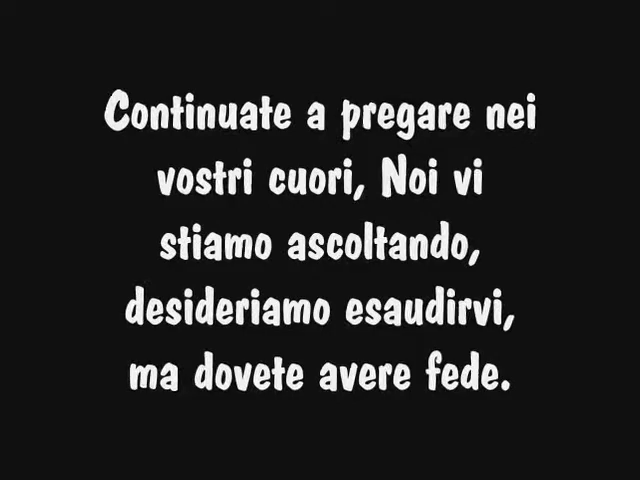 Continuate a pregare nei
vostri cuori, Noi vi
stiamo ascoltando,
desideriamo esaudirvi,
ma dovete avere fede.